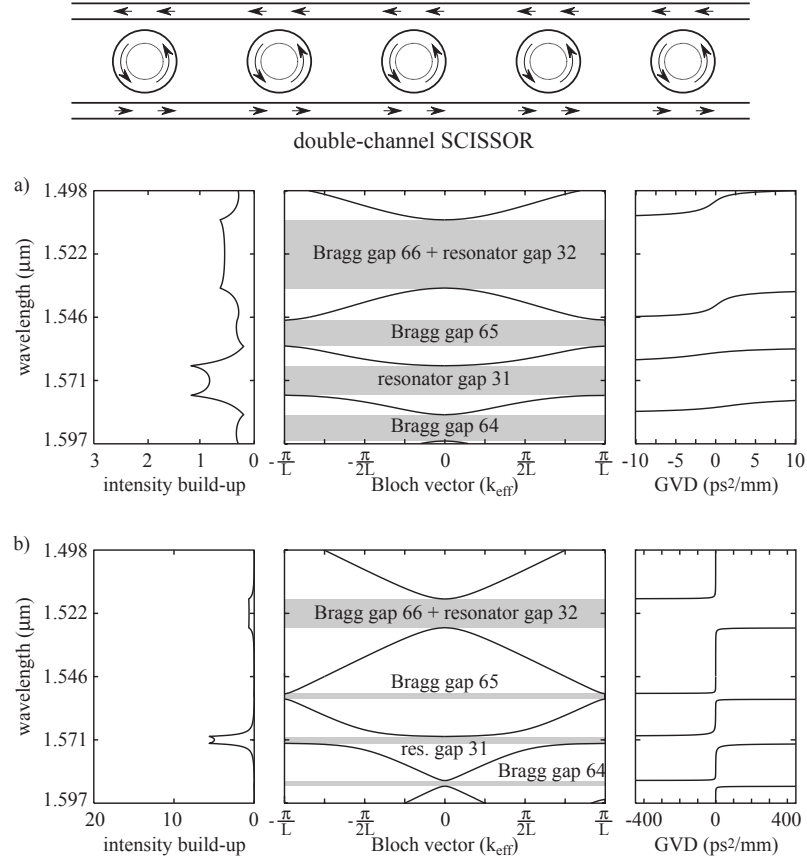 double-channel SCISSOR
a)
wavelength (μm)
1.498
1.522
1.546
1.571
1.597
3 2 1 0
intensity build-up
Bragg gap 66 + resonator gap 32
Bragg gap 65
resonator gap 31
Bragg gap 64
-π/L -π/2L 0 π/2L π/L
Bloch vector (k_eff)
-10 -5 0 5 10
GVD (ps²/mm)
b)
wavelength (μm)
1.498
1.522
1.546
1.571
1.597
20 10 0
intensity build-up
Bragg gap 66 + resonator gap 32
Bragg gap 65
res. gap 31
Bragg gap 64
-π/L -π/2L 0 π/2L π/L
Bloch vector (k_eff)
-400 -200 0 200 400
GVD (ps²/mm)